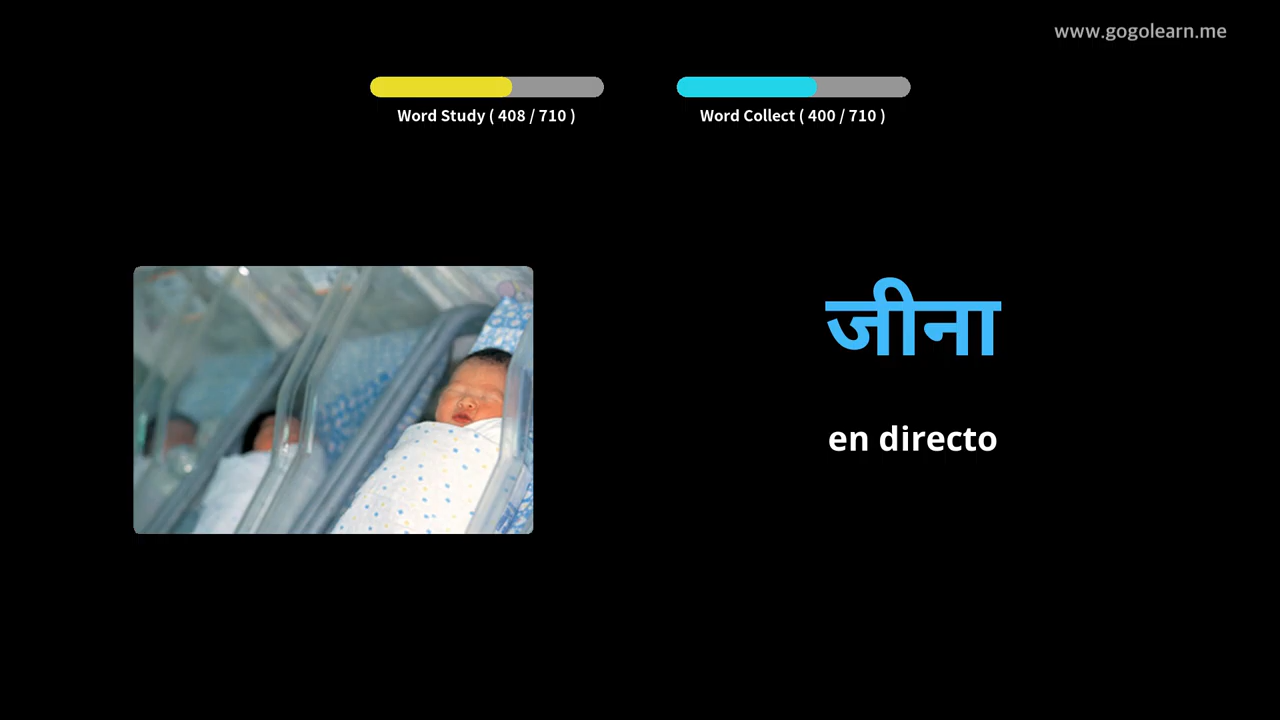 www.gogolearn.me
Word Study ( 408 / 710 )
Word Collect ( 400 / 710 )
जीना
en directo